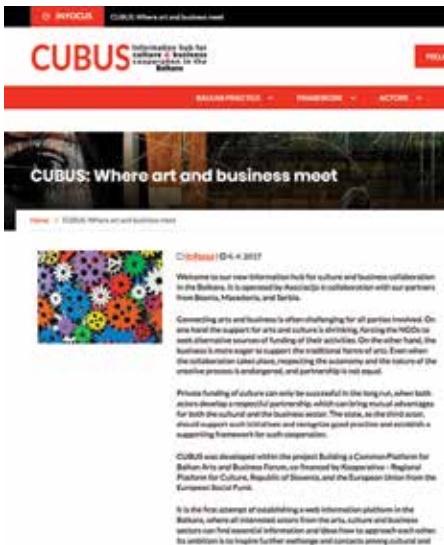 INFOCUS CUBUS: Where art and business meet
CUBUS Information hub for
culture & business
cooperation in the
Balkans
BALKAN PRACTICE FRAMEWORK ACTORS
CUBUS: Where art and business meet
Home CUBUS: Where art and business meet
Infocus | 6. 4. 2017
Welcome to our new information hub for culture and business collaboration
in the Balkans. It is operated by Asociacija in collaboration with our partners
from Bosnia, Macedonia, and Serbia.
Connecting arts and business is often challenging for all parties involved. On
one hand the support for arts and culture is shrinking, forcing the NGOs to
seek alternative sources of funding of their activities. On the other hand, the
business is more eager to support the traditional forms of arts. Even when
the collaboration takes place, respecting the autonomy and the nature of the
creative process is endangered, and partnership is not equal.
Private funding of culture can only be successful in the long run, when both
actors develop a respectful partnership, which can bring mutual advantages
for both the cultural and the business sector. The state, as the third actor,
should support such initiatives and recognize good practice and establish a
supporting framework for such cooperation.
CUBUS was developed within the project Building a Common Platform for
Balkan Arts and Business Forum, co-financed by Kooperativa – Regional
Platform for Culture, Republic of Slovenia, and the European Union from the
European Social Fund.
It is the first attempt of establishing a web information platform in the
Balkans, where all interested actors from the arts, culture and business
sectors can find essential information and ideas how to approach each other.
Its ambition is to inspire further exchange and contacts among cultural and